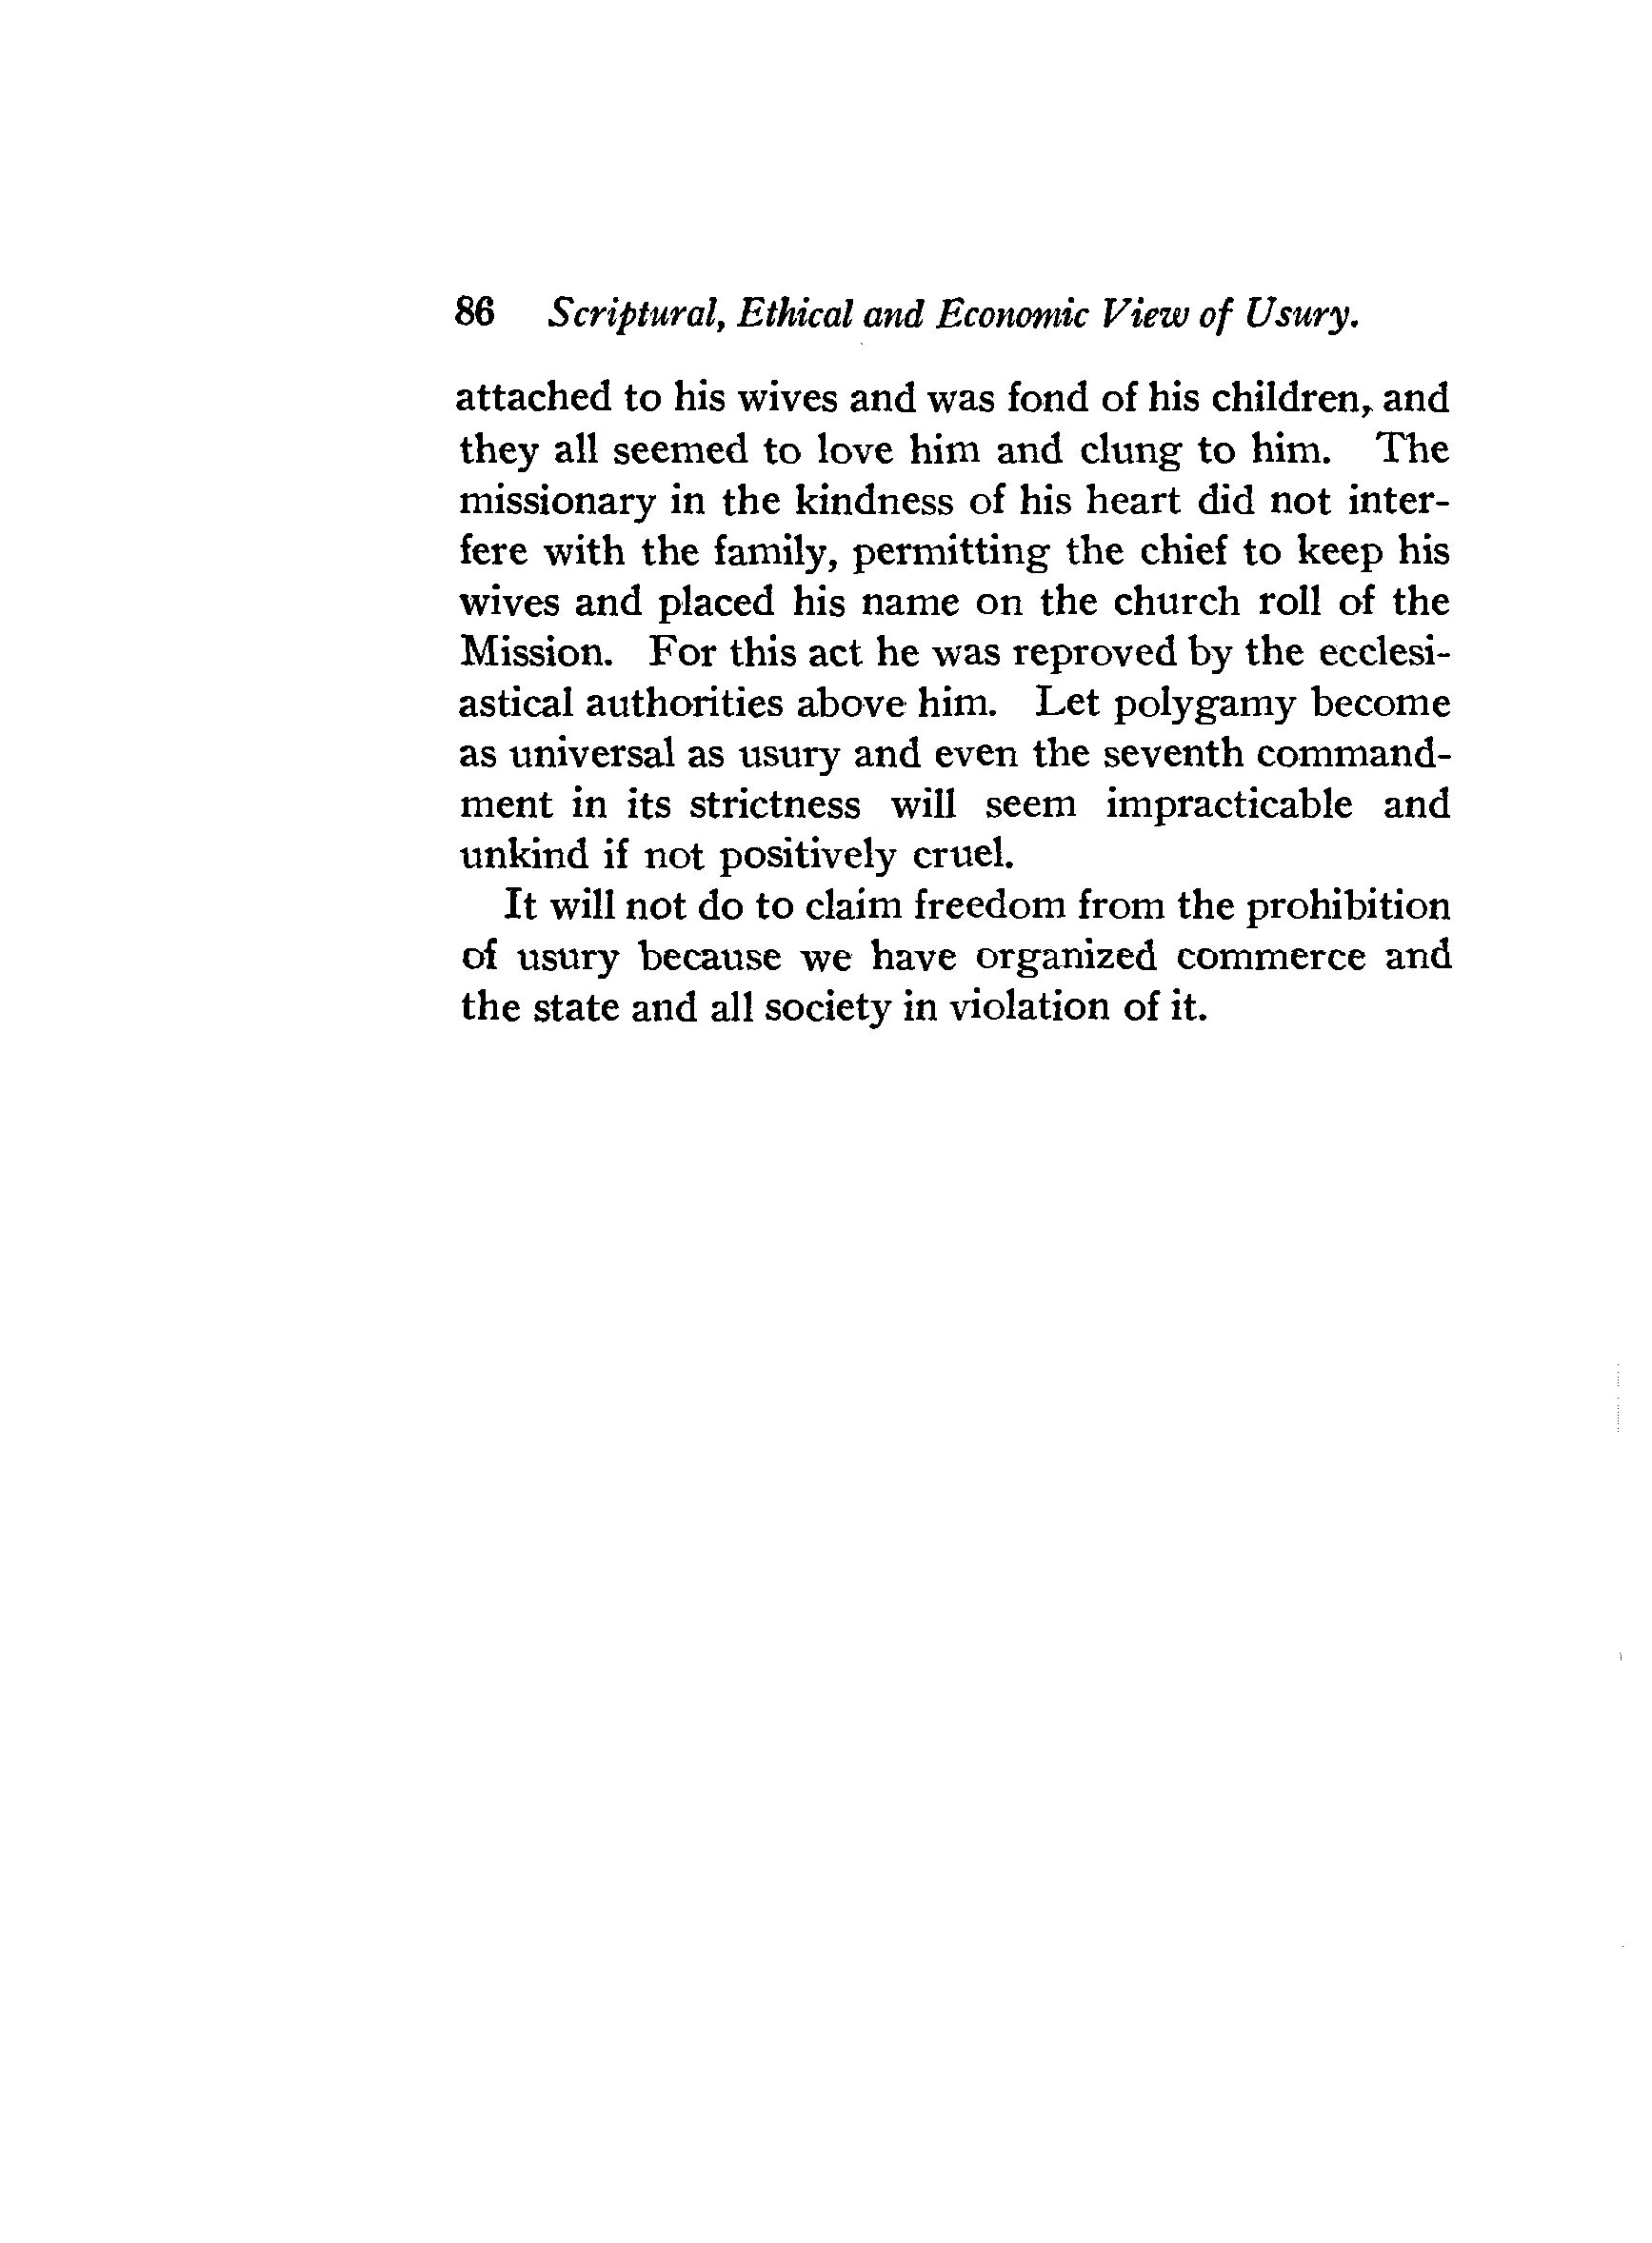 86 Scriptural, Ethical and Economic View of Usury.
attached to his wives and was fond of his children, and
they all seemed to love him and clung to him. The
missionary in the kindness of his heart did not inter-
fere with the family, permitting the chief to keep his
wives and placed his name on the church roll of the
Mission. For this act he was reproved by the ecclesi-
astical authorities above him. Let polygamy become
as universal as usury and even the seventh command-
ment in its strictness will seem impracticable and
unkind if not positively cruel.
It will not do to claim freedom from the prohibition
of usury because we have organized commerce and
the state and all society in violation of it.